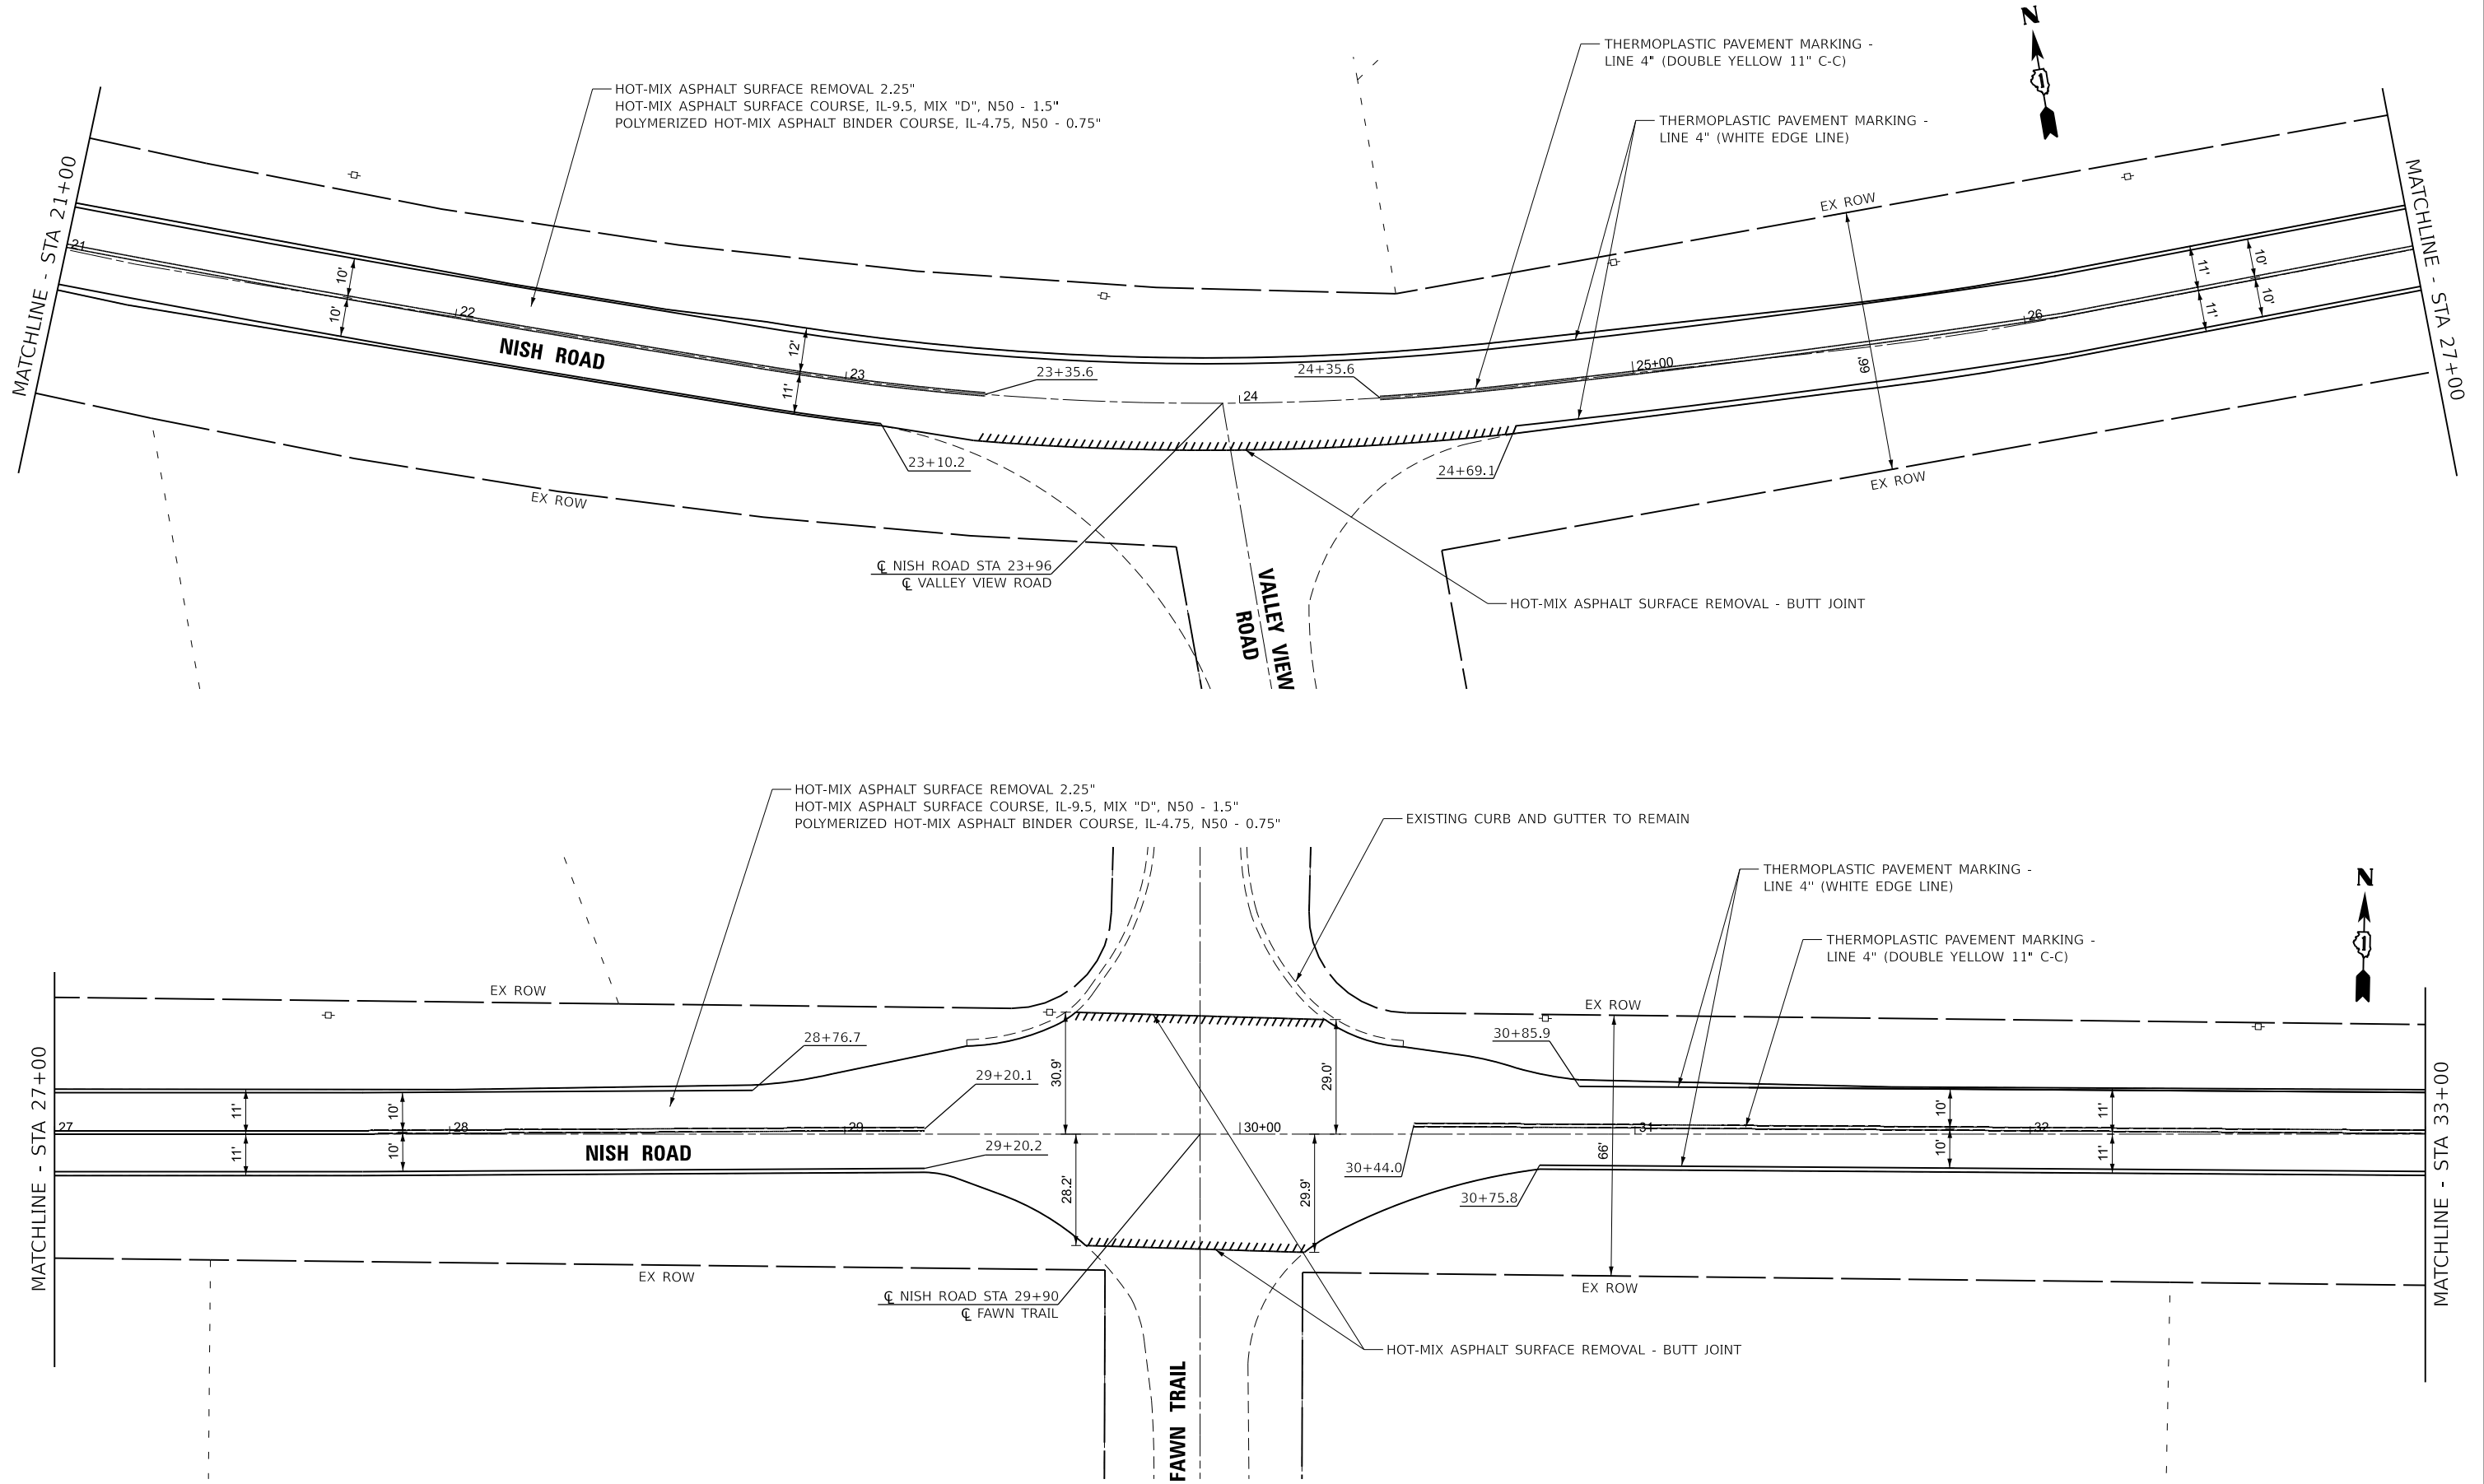 N
THERMOPLASTIC PAVEMENT MARKING -
LINE 4" (DOUBLE YELLOW 11" C-C)
HOT-MIX ASPHALT SURFACE REMOVAL 2.25"
HOT-MIX ASPHALT SURFACE COURSE, IL-9.5, MIX "D", N50 - 1.5"
POLYMERIZED HOT-MIX ASPHALT BINDER COURSE, IL-4.75, N50 - 0.75"
THERMOPLASTIC PAVEMENT MARKING -
LINE 4" (WHITE EDGE LINE)
MATCHLINE - STA 21+00
MATCHLINE - STA 27+00
EX ROW
21
10'
10'
22
NISH ROAD
12'
11'
23
23+35.6
24+35.6
24
25+00
26
66'
11'
11'
10'
10'
23+10.2
24+69.1
EX ROW
EX ROW
℄ NISH ROAD STA 23+96
℄ VALLEY VIEW ROAD
VALLEY VIEW
ROAD
HOT-MIX ASPHALT SURFACE REMOVAL - BUTT JOINT
HOT-MIX ASPHALT SURFACE REMOVAL 2.25"
HOT-MIX ASPHALT SURFACE COURSE, IL-9.5, MIX "D", N50 - 1.5"
POLYMERIZED HOT-MIX ASPHALT BINDER COURSE, IL-4.75, N50 - 0.75"
EXISTING CURB AND GUTTER TO REMAIN
THERMOPLASTIC PAVEMENT MARKING -
LINE 4" (WHITE EDGE LINE)
N
THERMOPLASTIC PAVEMENT MARKING -
LINE 4" (DOUBLE YELLOW 11" C-C)
EX ROW
EX ROW
MATCHLINE - STA 27+00
MATCHLINE - STA 33+00
28+76.7
30+85.9
29+20.1
30.9'
29.0'
11'
11'
10'
10'
27
28
29
30+00
31
32
10'
10'
11'
11'
NISH ROAD
29+20.2
30+44.0
66'
28.2'
29.9'
30+75.8
EX ROW
EX ROW
℄ NISH ROAD STA 29+90
℄ FAWN TRAIL
HOT-MIX ASPHALT SURFACE REMOVAL - BUTT JOINT
FAWN TRAIL